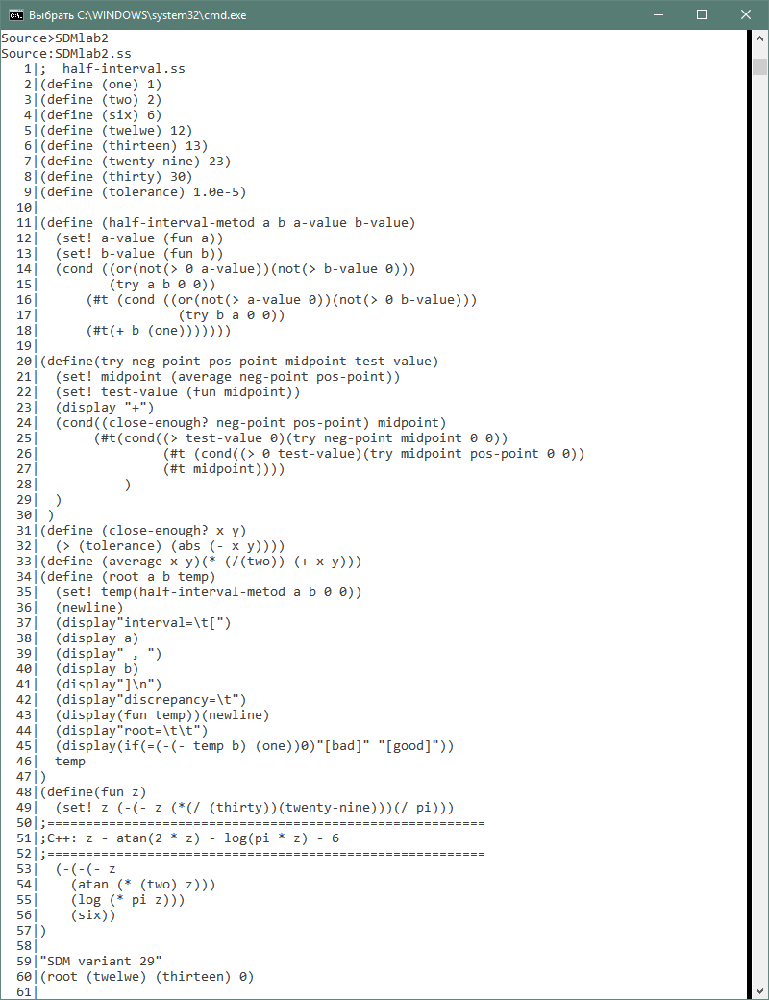 Выбрать C:\WINDOWS\system32\cmd.exe
Source>SDMlab2
Source:SDMlab2.ss
   1|;  half-interval.ss
   2|(define (one) 1)
   3|(define (two) 2)
   4|(define (six) 6)
   5|(define (twelwe) 12)
   6|(define (thirteen) 13)
   7|(define (twenty-nine) 23)
   8|(define (thirty) 30)
   9|(define (tolerance) 1.0e-5)
  10|
  11|(define (half-interval-metod a b a-value b-value)
  12|  (set! a-value (fun a))
  13|  (set! b-value (fun b))
  14|  (cond ((or(not(> 0 a-value))(not(> b-value 0)))
  15|         (try a b 0 0))
  16|      (#t (cond ((or(not(> a-value 0))(not(> 0 b-value)))
  17|                  (try b a 0 0))
  18|      (#t(+ b (one)))))))
  19|
  20|(define(try neg-point pos-point midpoint test-value)
  21|  (set! midpoint (average neg-point pos-point))
  22|  (set! test-value (fun midpoint))
  23|  (display "+")
  24|  (cond((close-enough? neg-point pos-point) midpoint)
  25|       (#t(cond((> test-value 0)(try neg-point midpoint 0 0))
  26|                (#t (cond((> 0 test-value)(try midpoint pos-point 0 0))
  27|                (#t midpoint))))
  28|           )
  29|  )
  30| )
  31|(define (close-enough? x y)
  32|  (> (tolerance) (abs (- x y))))
  33|(define (average x y)(* (/(two)) (+ x y)))
  34|(define (root a b temp)
  35|  (set! temp(half-interval-metod a b 0 0))
  36|  (newline)
  37|  (display"interval=\t[")
  38|  (display a)
  39|  (display" , ")
  40|  (display b)
  41|  (display"]\n")
  42|  (display"discrepancy=\t")
  43|  (display(fun temp))(newline)
  44|  (display"root=\t\t")
  45|  (display(if(=(-(- temp b) (one))0)"[bad]" "[good]"))
  46|  temp
  47|)
  48|(define(fun z)
  49|  (set! z (-(- z (*(/ (thirty))(twenty-nine)))(/ pi)))
  50|;=========================================================
  51|;C++: z - atan(2 * z) - log(pi * z) - 6
  52|;=========================================================
  53|  (-(-(- z
  54|    (atan (* (two) z)))
  55|    (log (* pi z)))
  56|    (six))
  57|)
  58|
  59|"SDM variant 29"
  60|(root (twelwe) (thirteen) 0)
  61|